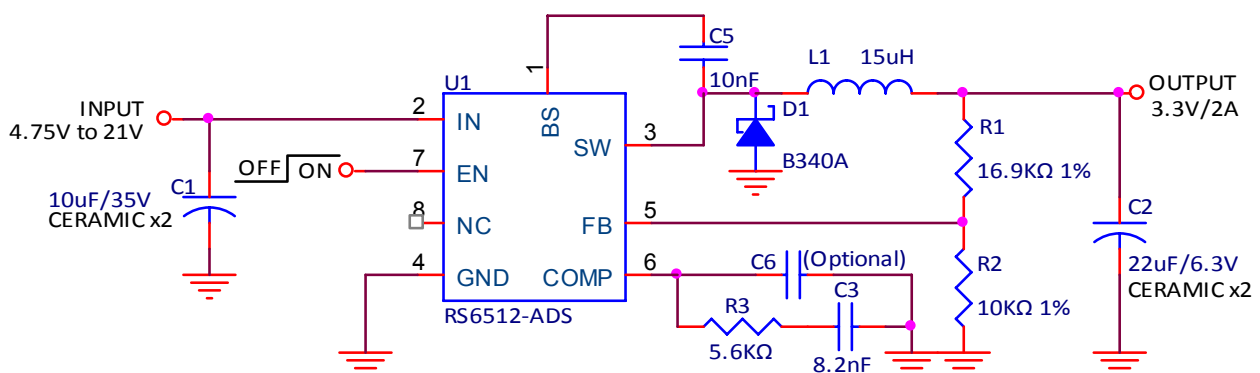 C5
10nF
L1
15uH
OUTPUT
3.3V/2A
INPUT
4.75V to 21V
U1
1
BS
2
IN
SW
3
D1
B340A
R1
16.9KΩ 1%
OFF
ON
7
EN
C1
10uF/35V
CERAMIC x2
8
NC
FB
5
C2
22uF/6.3V
CERAMIC x2
4
GND
COMP
6
C6
(Optional)
R3
5.6KΩ
C3
8.2nF
R2
10KΩ 1%
RS6512-ADS